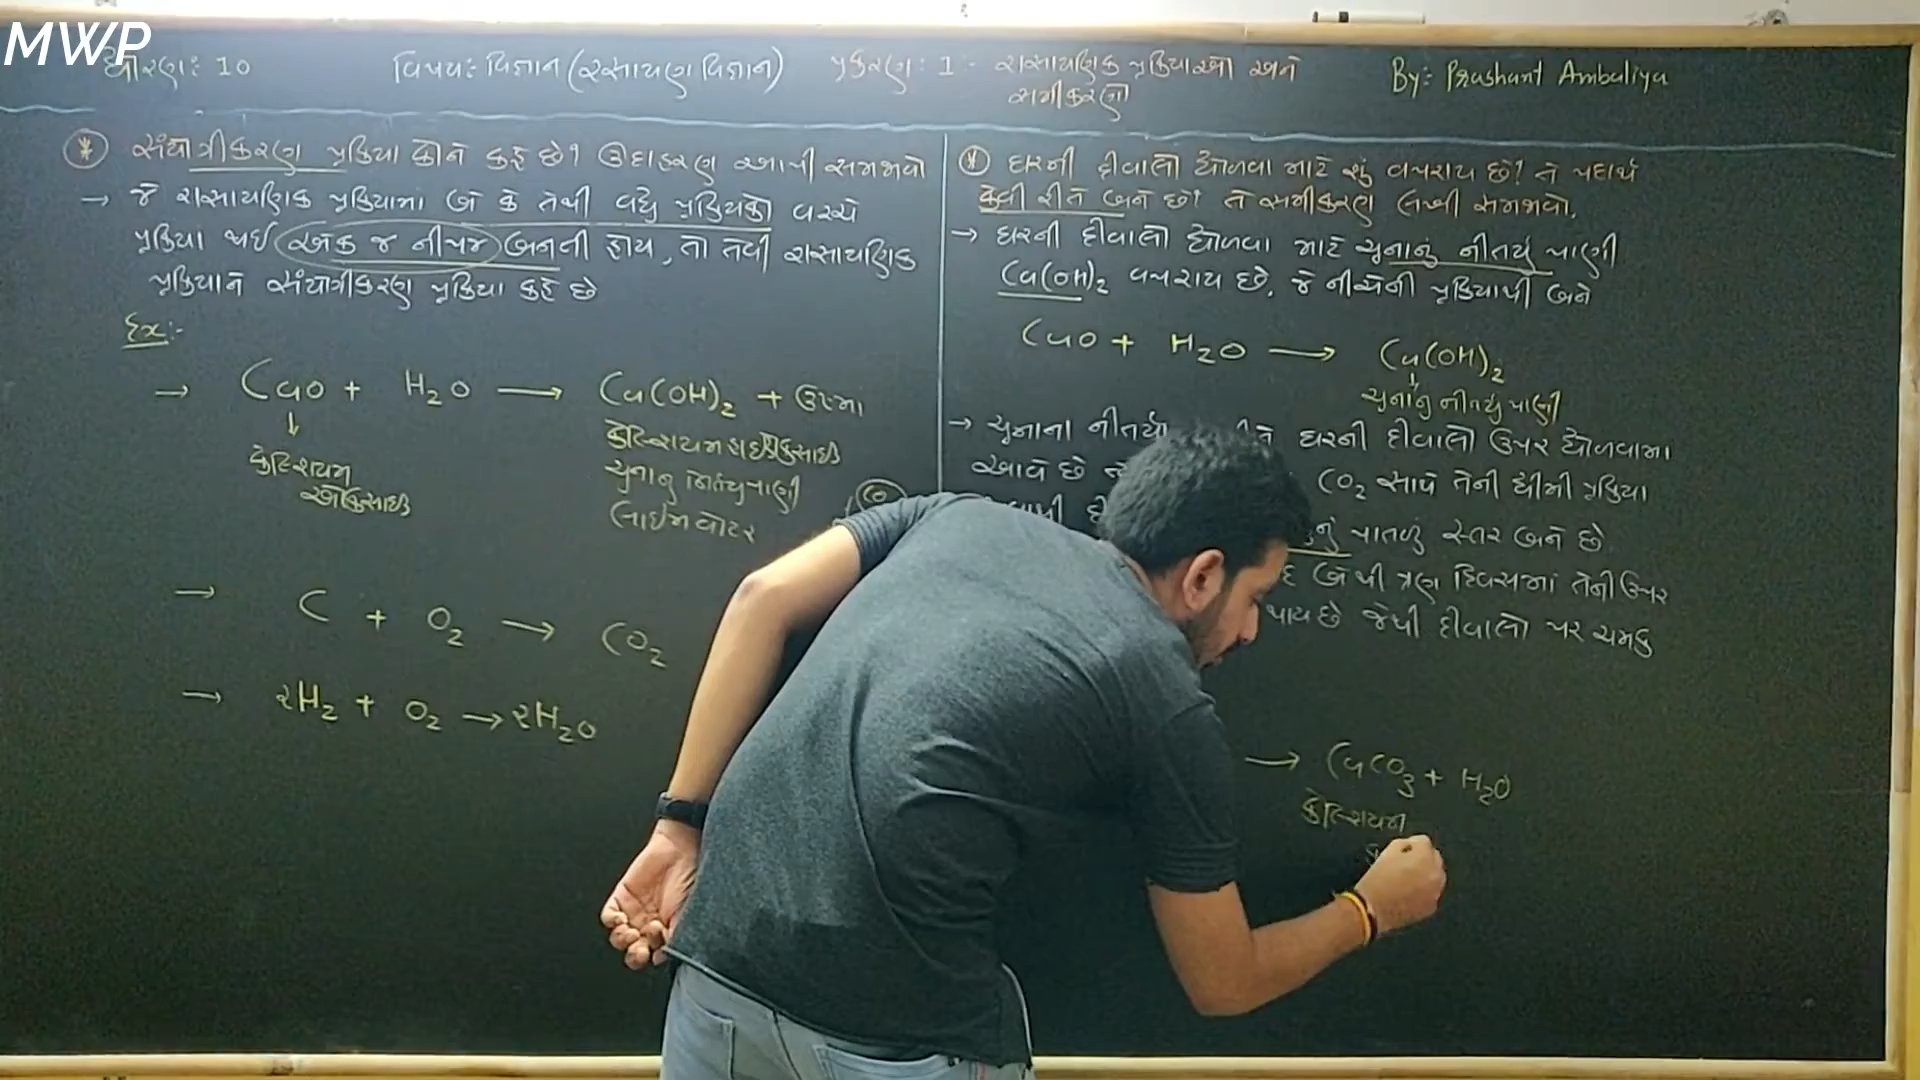 MWP
ધોરણ: 10
વિષય: વિજ્ઞાન (રસાયણ વિજ્ઞાન)
પ્રકરણ: 1 - રાસાયણિક પ્રક્રિયાઓ અને
સમીકરણો
By:- Prashant Ambaliya
સંયોગીકરણ પ્રક્રિયા કોને કહે છે? ઉદાહરણ આપી સમજાવો
→ જે રાસાયણિક પ્રક્રિયામાં બે કે તેથી વધુ પ્રક્રિયકો વચ્ચે
પ્રક્રિયા થઈ એક જ નીપજ બનતી હોય, તો તેવી રાસાયણિક
પ્રક્રિયાને સંયોગીકરણ પ્રક્રિયા કહે છે
Ex:-
→ CaO + H₂O → Ca(OH)₂ + ઉષ્મા
↓
કેલ્શિયમ
ઓક્સાઇડ
કેલ્શિયમ હાઇડ્રોક્સાઇડ
ચુનાનુ નિતર્યુ પાણી
લાઈમ વોટર
→ C + O₂ → CO₂
→ 2H₂ + O₂ → 2H₂O
ઘરની દીવાલો ધોળવા માટે શું વપરાય છે? તે પદાર્થ
કેવી રીતે બને છે? તે સમીકરણ લખી સમજાવો.
→ ઘરની દીવાલો ધોળવા માટે ચુનાનું નીતર્યુ પાણી
Ca(OH)₂ વપરાય છે. જે નીચેની પ્રક્રિયાથી બને
CaO + H₂O → Ca(OH)₂
↓
ચુનાનુ નીતર્યુ પાણી
→ ચુનાના નીતર્યા ઘરની દીવાલો ઉપર ધોળવામા
આવે છે CO₂ સાથે તેની ધીમી પ્રક્રિયા
પાતળું સ્તર બને છે
બે થી ત્રણ દિવસમાં તેની ઉપર
થાય છે જેથી દીવાલો પર ચમક
→ CaCO₃ + H₂O
કેલ્શિયમ